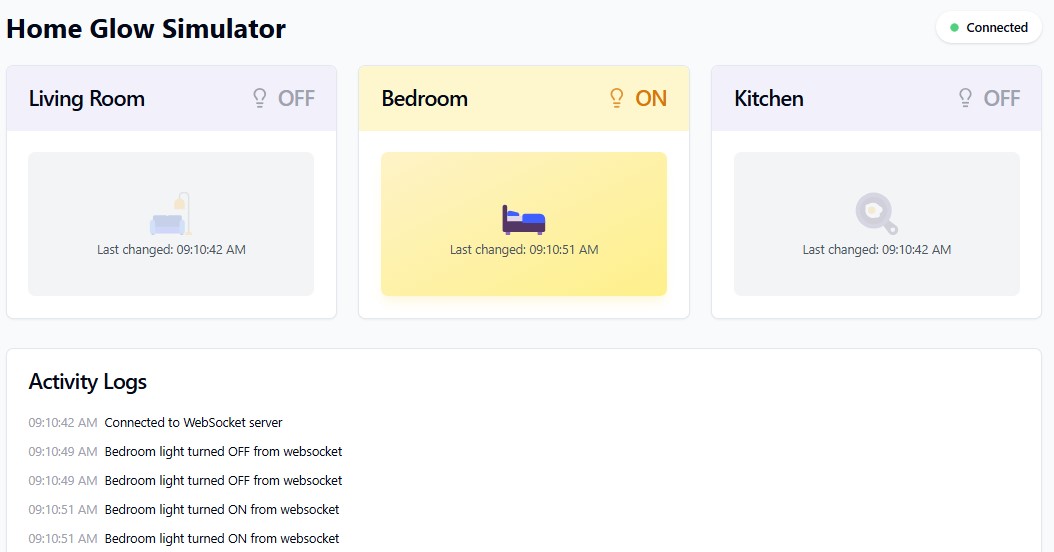 Home Glow Simulator
Connected
Living Room
OFF
Bedroom
ON
Kitchen
OFF
Last changed: 09:10:42 AM
Last changed: 09:10:51 AM
Last changed: 09:10:42 AM
Activity Logs
09:10:42 AM Connected to WebSocket server
09:10:49 AM Bedroom light turned OFF from websocket
09:10:49 AM Bedroom light turned OFF from websocket
09:10:51 AM Bedroom light turned ON from websocket
09:10:51 AM Bedroom light turned ON from websocket